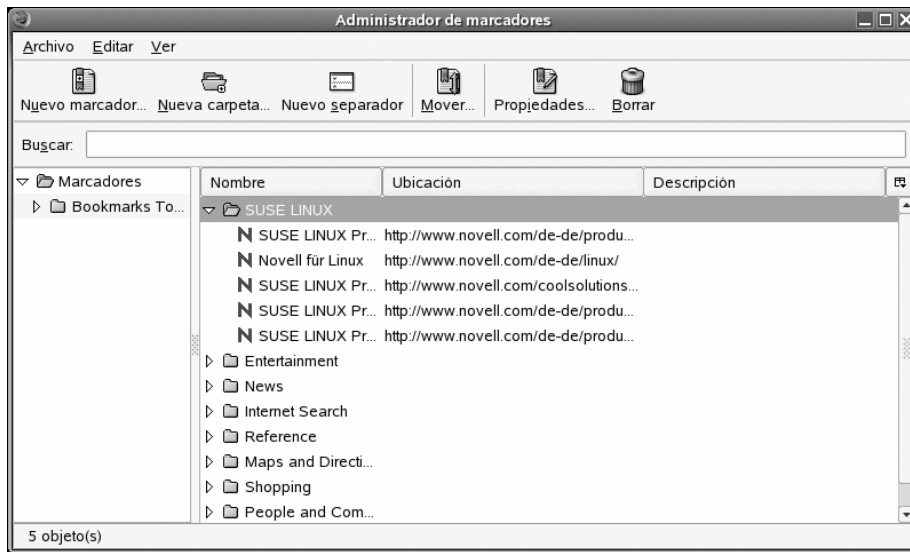 Administrador de marcadores
Archivo Editar Ver
Nuevo marcador... Nueva carpeta... Nuevo separador Mover... Propiedades... Borrar
Buscar:
Marcadores
Bookmarks To...
Nombre Ubicación Descripción
SUSE LINUX
SUSE LINUX Pr... http://www.novell.com/de-de/produ...
Novell für Linux http://www.novell.com/de-de/linux/
SUSE LINUX Pr... http://www.novell.com/coolsolutions...
SUSE LINUX Pr... http://www.novell.com/de-de/produ...
SUSE LINUX Pr... http://www.novell.com/de-de/produ...
Entertainment
News
Internet Search
Reference
Maps and Directi...
Shopping
People and Com...
5 objeto(s)